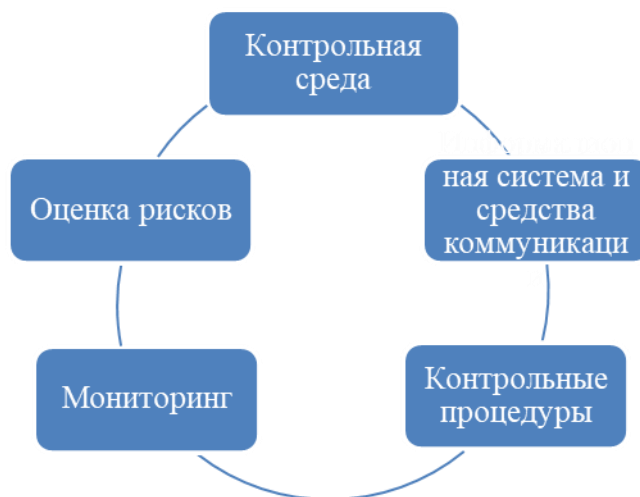 Контрольная
среда
Оценка рисков
ная система и
средства
коммуникаци
Мониторинг
Контрольные
процедуры